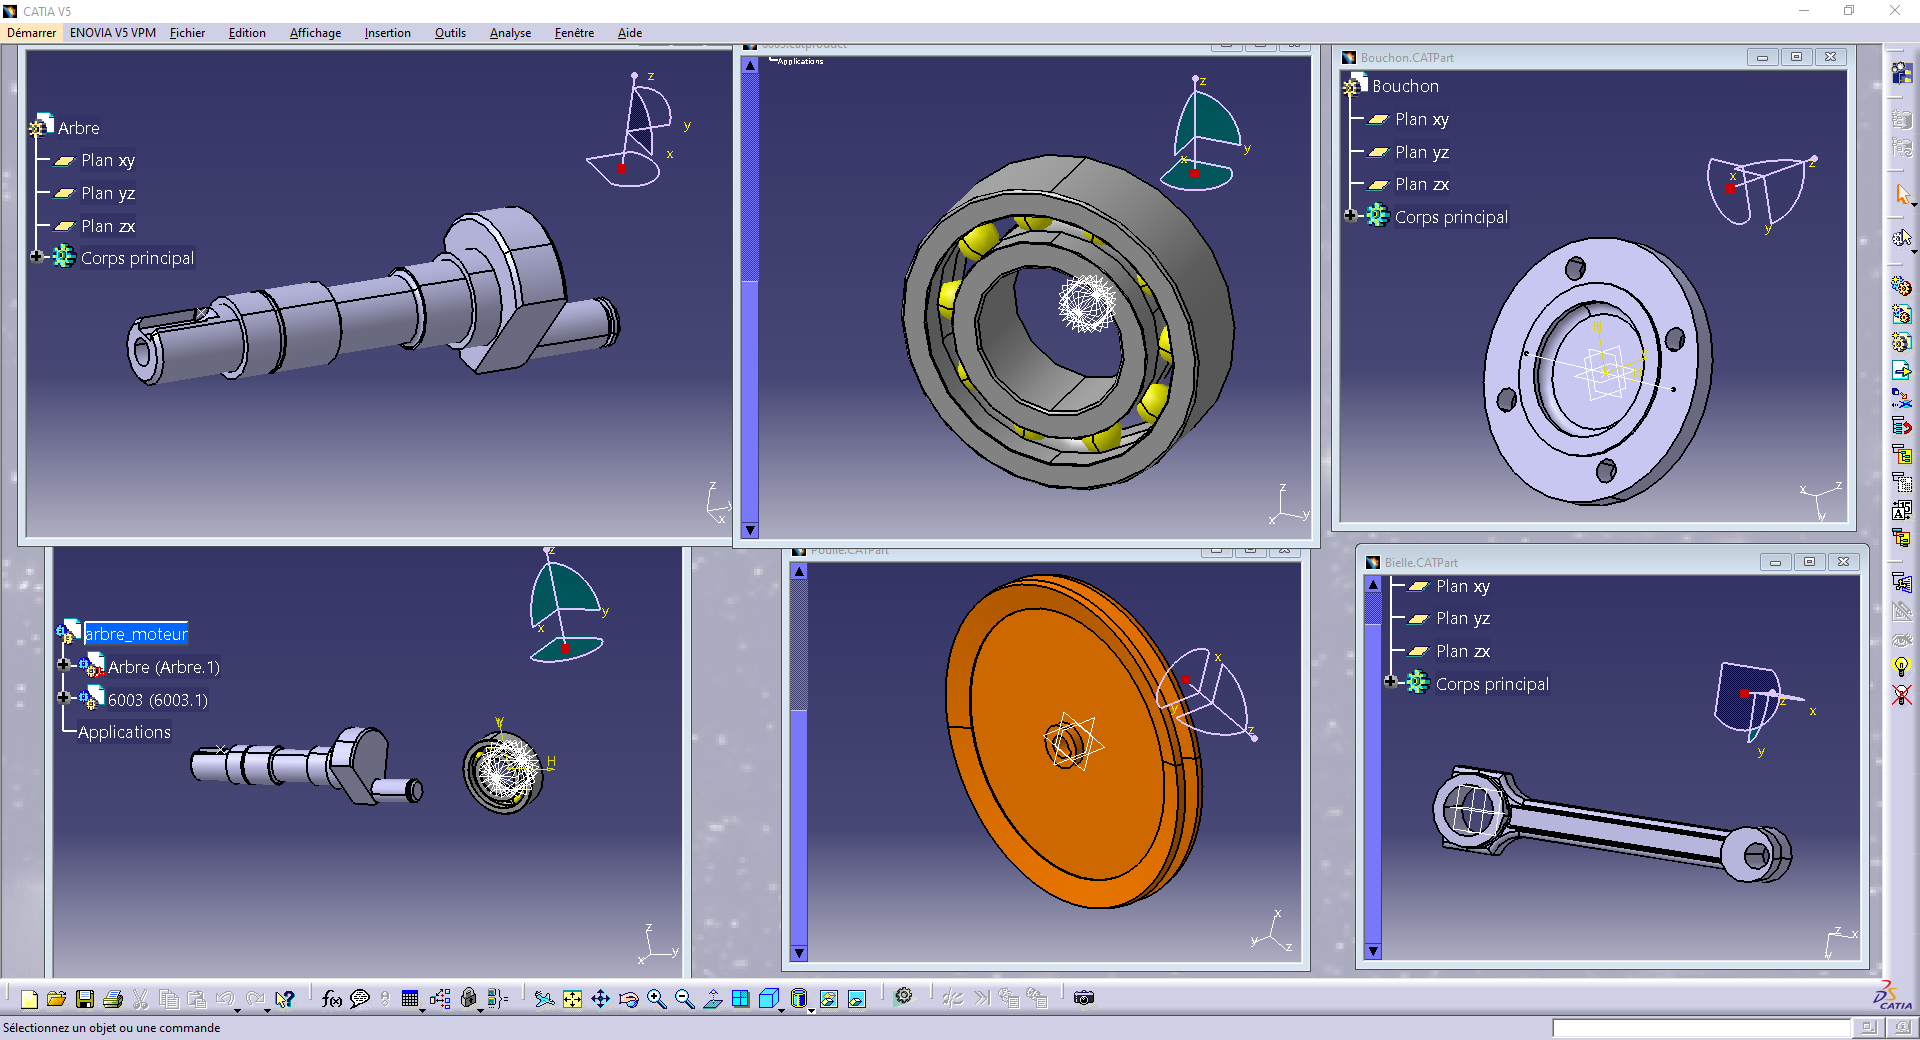 CATIA V5
Démarrer ENOVIA V5 VPM Fichier Edition Affichage Insertion Outils Analyse Fenêtre Aide
Arbre
Plan xy
Plan yz
Plan zx
Corps principal
z
y
x
z
x
6003.catproduct
Applications
z
y
x
z
y
x
Bouchon.CATPart
Bouchon
Plan xy
Plan yz
Plan zx
Corps principal
z
x
y
z
x
y
arbre_moteur
Arbre (Arbre.1)
6003 (6003.1)
Applications
z
y
x
V
H
z
y
x
Poulie.CATPart
x
y
z
x
y
z
Bielle.CATPart
Plan xy
Plan yz
Plan zx
Corps principal
z
x
y
z
x
y
f(x)
CATIA
Sélectionnez un objet ou une commande